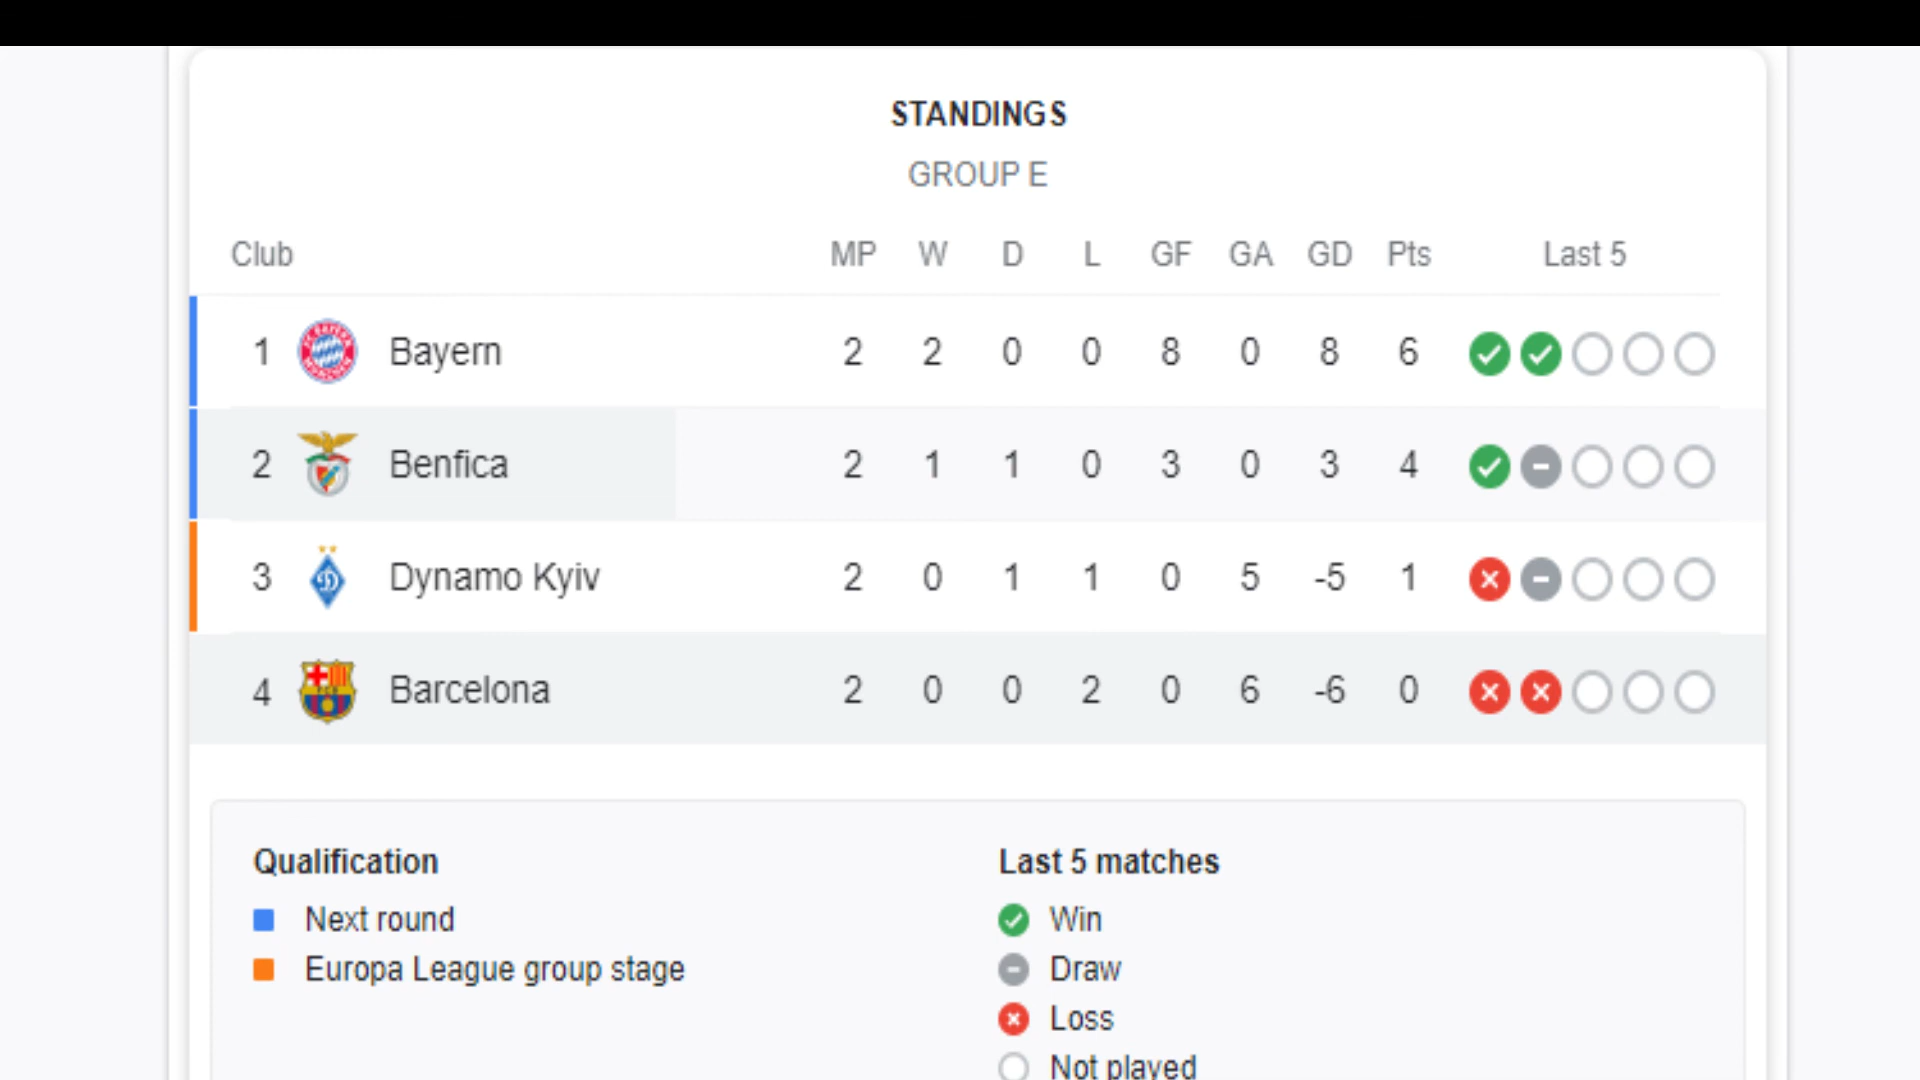 STANDINGS
GROUP E
Club MP W D L GF GA GD Pts Last 5
1 Bayern 2 2 0 0 8 0 8 6
2 Benfica 2 1 1 0 3 0 3 4
3 Dynamo Kyiv 2 0 1 1 0 5 -5 1
4 Barcelona 2 0 0 2 0 6 -6 0
Qualification
Next round
Europa League group stage
Last 5 matches
Win
Draw
Loss
Not played